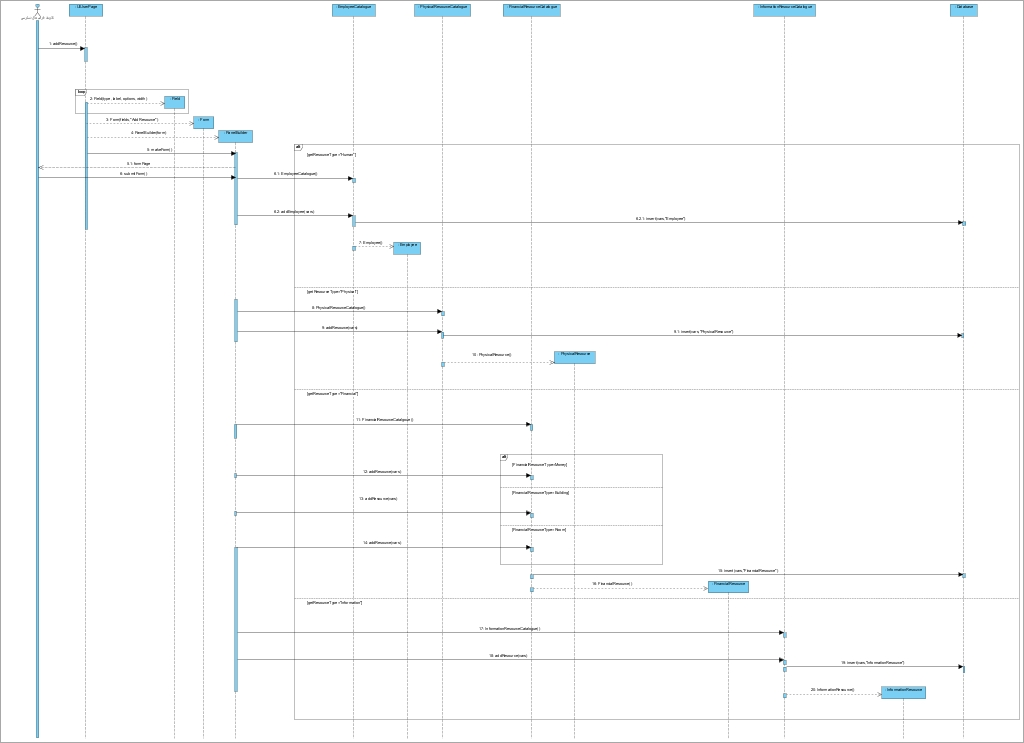 : UIUserPage
: EmployeeCatalogue
: PhysicalResourceCatalogue
: FinancialResourceCatalogue
: InformationResourceCatalogue
: Database
1: addResource()
loop
2: Field(type , label, options, width )
: Field
3: Form(fields, "Add Resource")
: Form
4: PanelBuilder(form)
: PanelBuilder
5: makeForm( )
5.1: form Page
6: submitForm( )
alt
[getResourceType ="Human"]
6.1: EmployeeCatalogue()
6.2: addEmployee(vars)
6.2.1: insert(vars,"Employee")
7: Employee()
: Employee
[getResourceType="Physical"]
8: PhysicalResourceCatalogue()
9: addResource(vars)
9.1: insert(vars,"PhysicalResource")
10: PhysicalResource()
: PhysicalResource
[getResourceType ="Financial"]
11: FinancialResourceCatalogue ()
alt
[FinancialResourceType=Money]
12: addResource(vars)
[FinancialResourceType= Building]
13: addResource(vars)
[FinancialResourceType= Room]
14: addResource(vars)
15: insert (vars,"FinancialResource" )
16: FinancialResource( )
: FinancialResource
[getResourceType ="Information"]
17: InformationResourceCatalogue( )
18: addResource(vars)
19: insert(vars,"InformationResource")
20: InformationResource()
: InformationResource